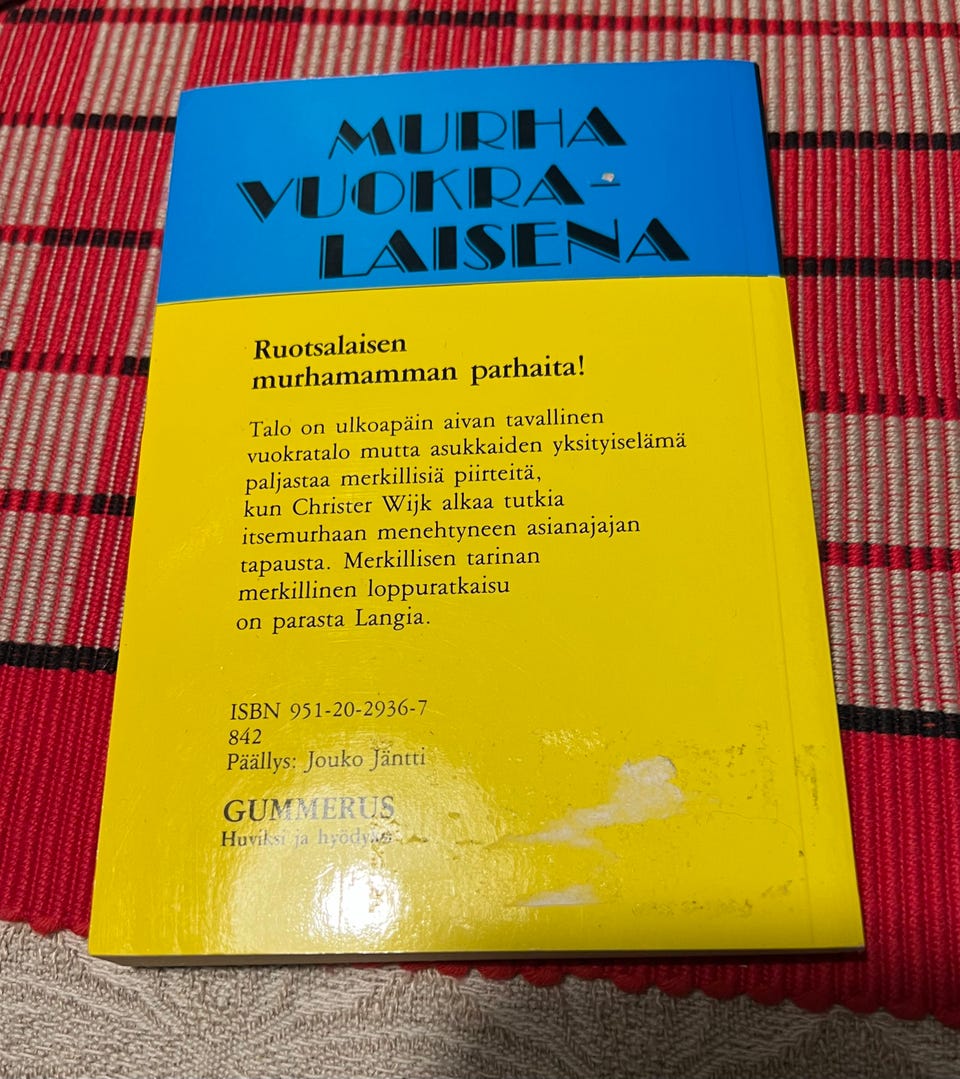 MURHA
VUOKRA-
LAISENA
Ruotsalaisen
murhamamman parhaita!
Talo on ulkoapäin aivan tavallinen
vuokratalo mutta asukkaiden yksityiselämä
paljastaa merkillisiä piirteitä,
kun Christer Wijk alkaa tutkia
itsemurhaan menehtyneen asianajajan
tapausta. Merkillisen tarinan
merkillinen loppuratkaisu
on parasta Langia.
ISBN 951-20-2936-7
842
Päällys: Jouko Jäntti
GUMMERUS
Huviksi ja